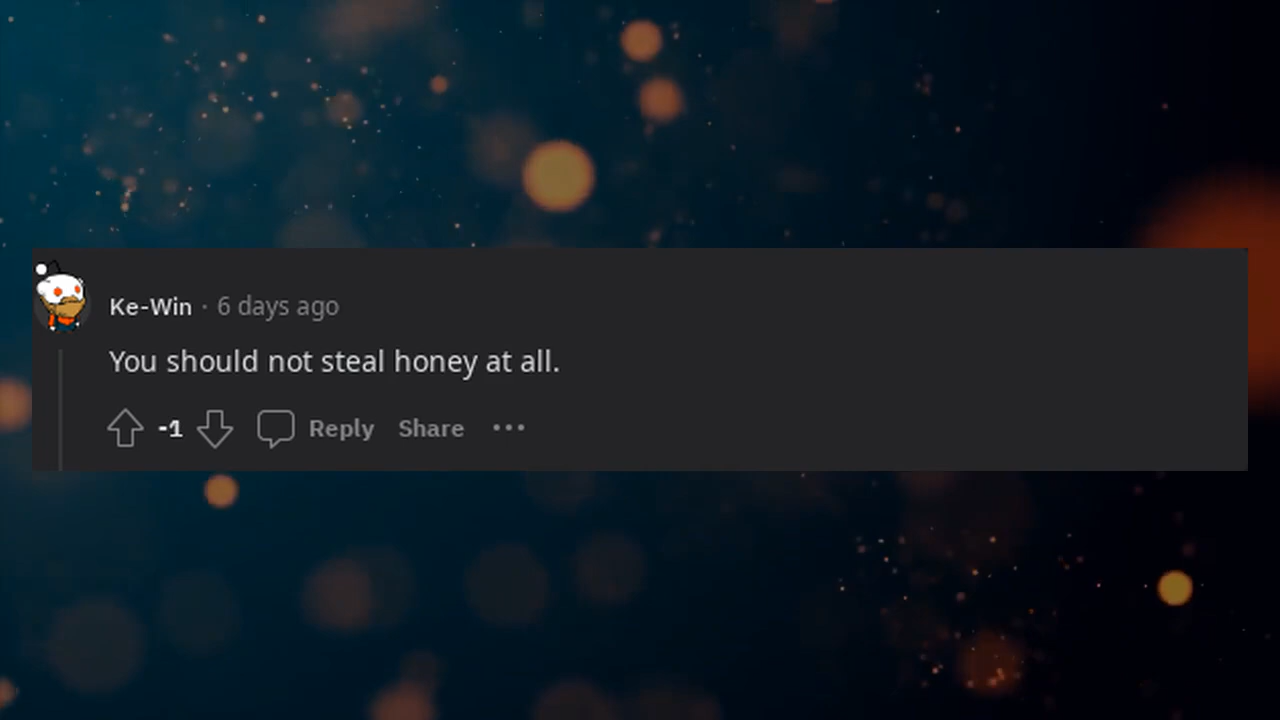 Ke-Win · 6 days ago
You should not steal honey at all.
-1 Reply Share